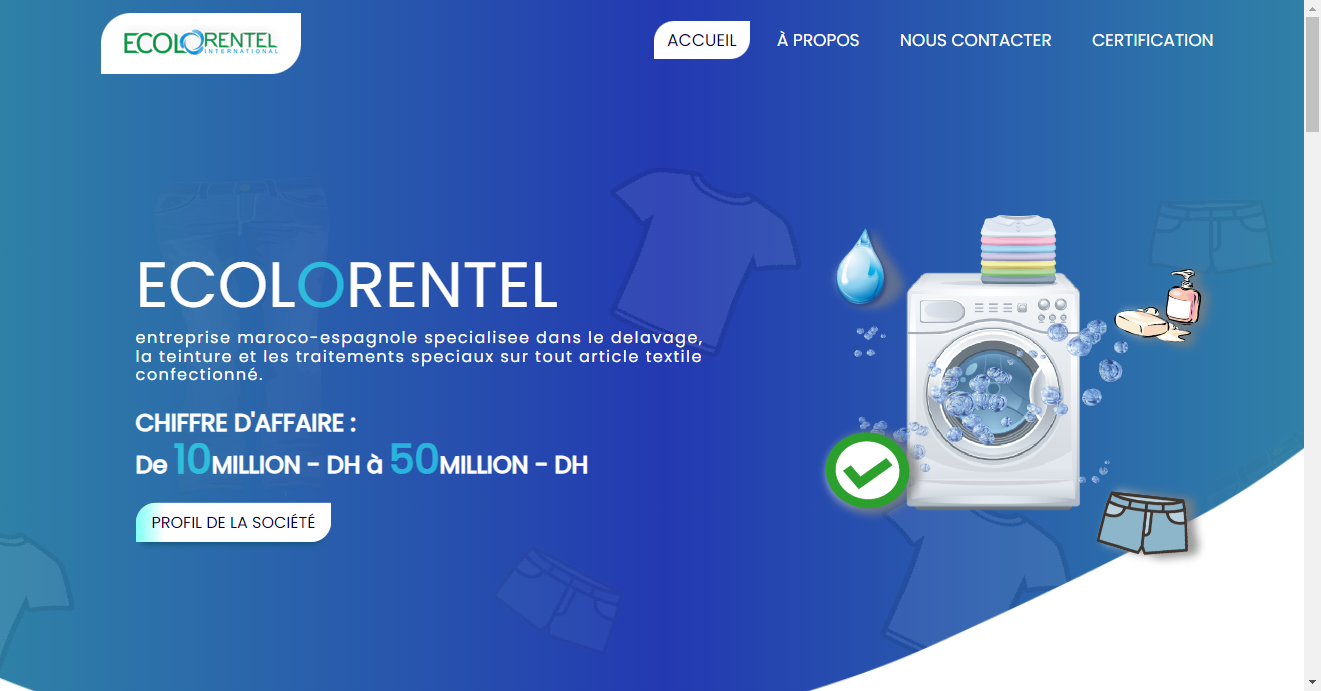 ECOLORENTEL
INTERNATIONAL
ACCUEIL
À PROPOS
NOUS CONTACTER
CERTIFICATION
ECOLORENTEL
entreprise maroco-espagnole specialisee dans le delavage,
la teinture et les traitements speciaux sur tout article textile
confectionné.
CHIFFRE D'AFFAIRE :
De 10MILLION - DH à 50MILLION - DH
PROFIL DE LA SOCIÉTÉ